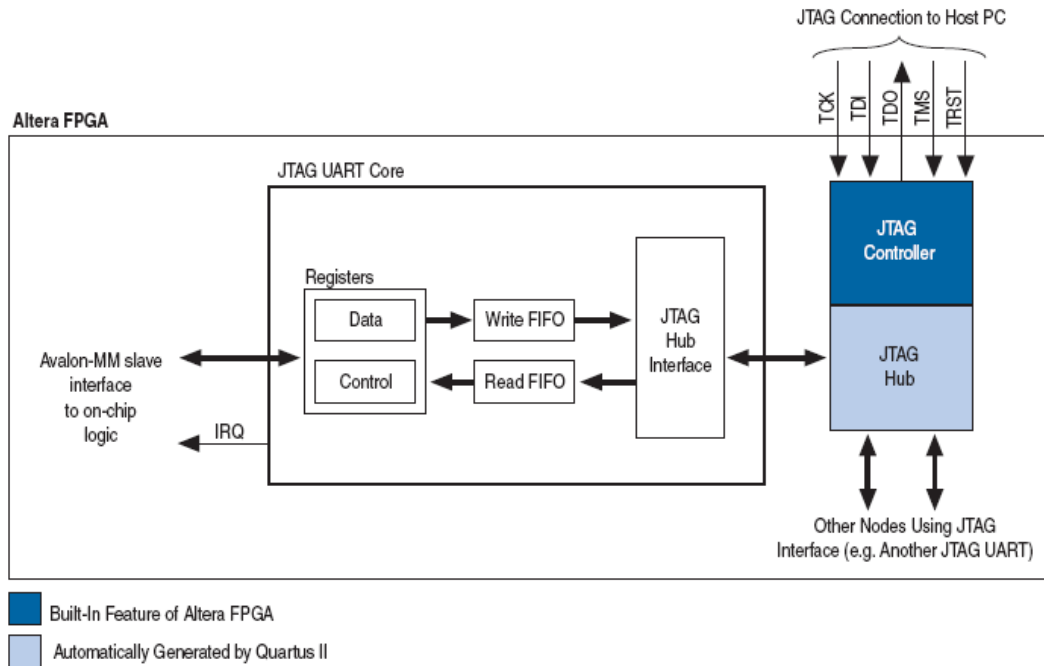 JTAG Connection to Host PC
TCK
TDI
TDO
TMS
TRST
Altera FPGA
JTAG UART Core
JTAG
Controller
Registers
Data
Write FIFO
JTAG
Hub
Interface
Control
Read FIFO
JTAG
Hub
Avalon-MM slave
interface
to on-chip
logic
IRQ
Other Nodes Using JTAG
Interface (e.g. Another JTAG UART)
Built-In Feature of Altera FPGA
Automatically Generated by Quartus II